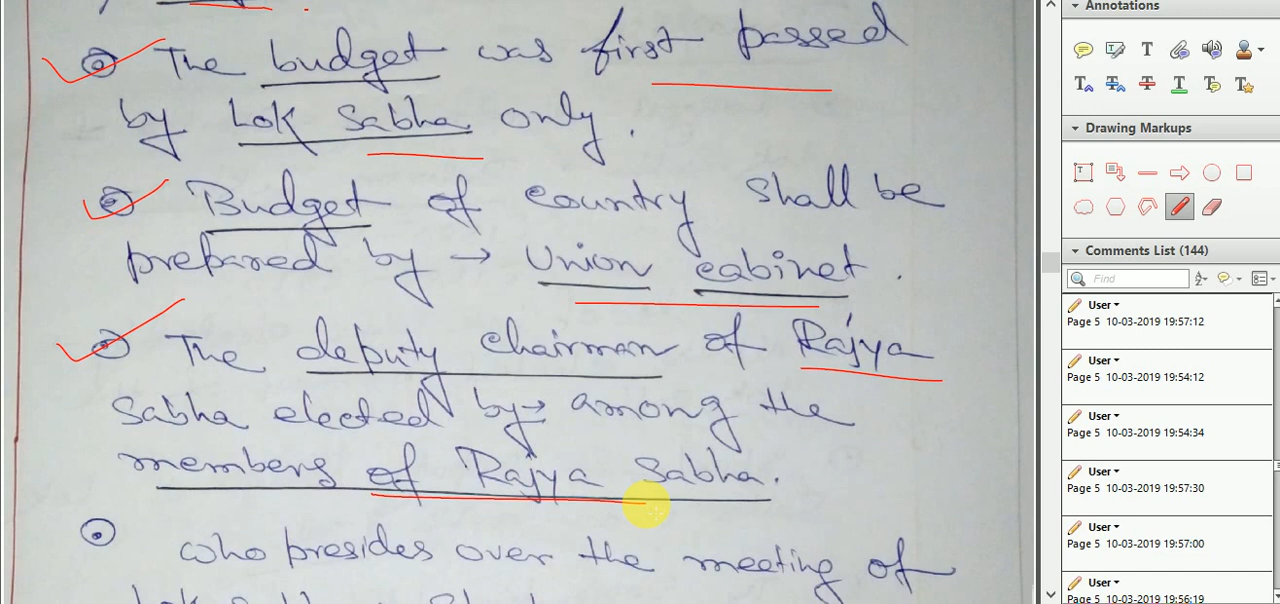 The budget was first passed
by Lok Sabha only.
Budget of country shall be
prepared by → Union cabinet.
The deputy chairman of Rajya
Sabha elected by → among the
members of Rajya Sabha.
who presides over the meeting of
Annotations
Drawing Markups
Comments List (144)
Find
User
Page 5 10-03-2019 19:57:12
User
Page 5 10-03-2019 19:54:12
User
Page 5 10-03-2019 19:54:34
User
Page 5 10-03-2019 19:57:30
User
Page 5 10-03-2019 19:57:00
User
Page 5 10-03-2019 19:56:19